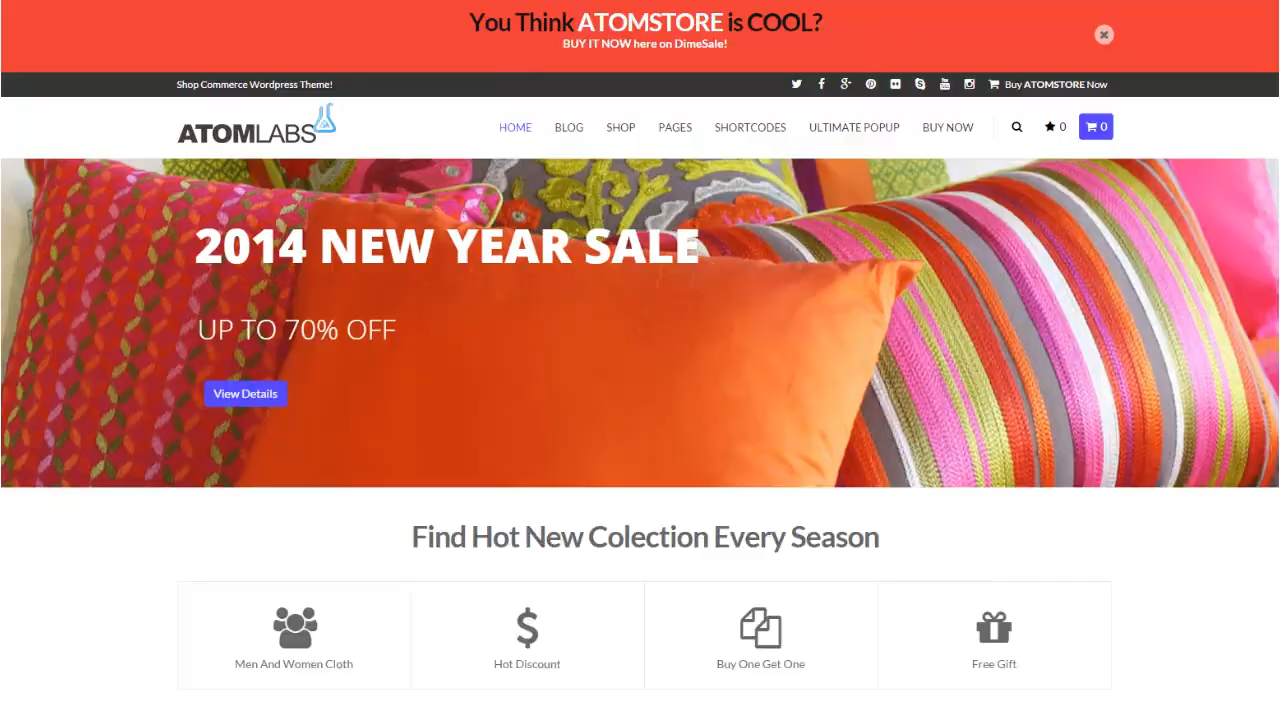 You Think ATOMSTORE is COOL?
BUY IT NOW here on DimeSale!
Shop Commerce Wordpress Theme!
Buy ATOMSTORE Now
ATOMLABS
HOME BLOG SHOP PAGES SHORTCODES ULTIMATE POPUP BUY NOW 0 0
2014 NEW YEAR SALE
UP TO 70% OFF
View Details
Find Hot New Colection Every Season
Men And Women Cloth
Hot Discount
Buy One Get One
Free Gift